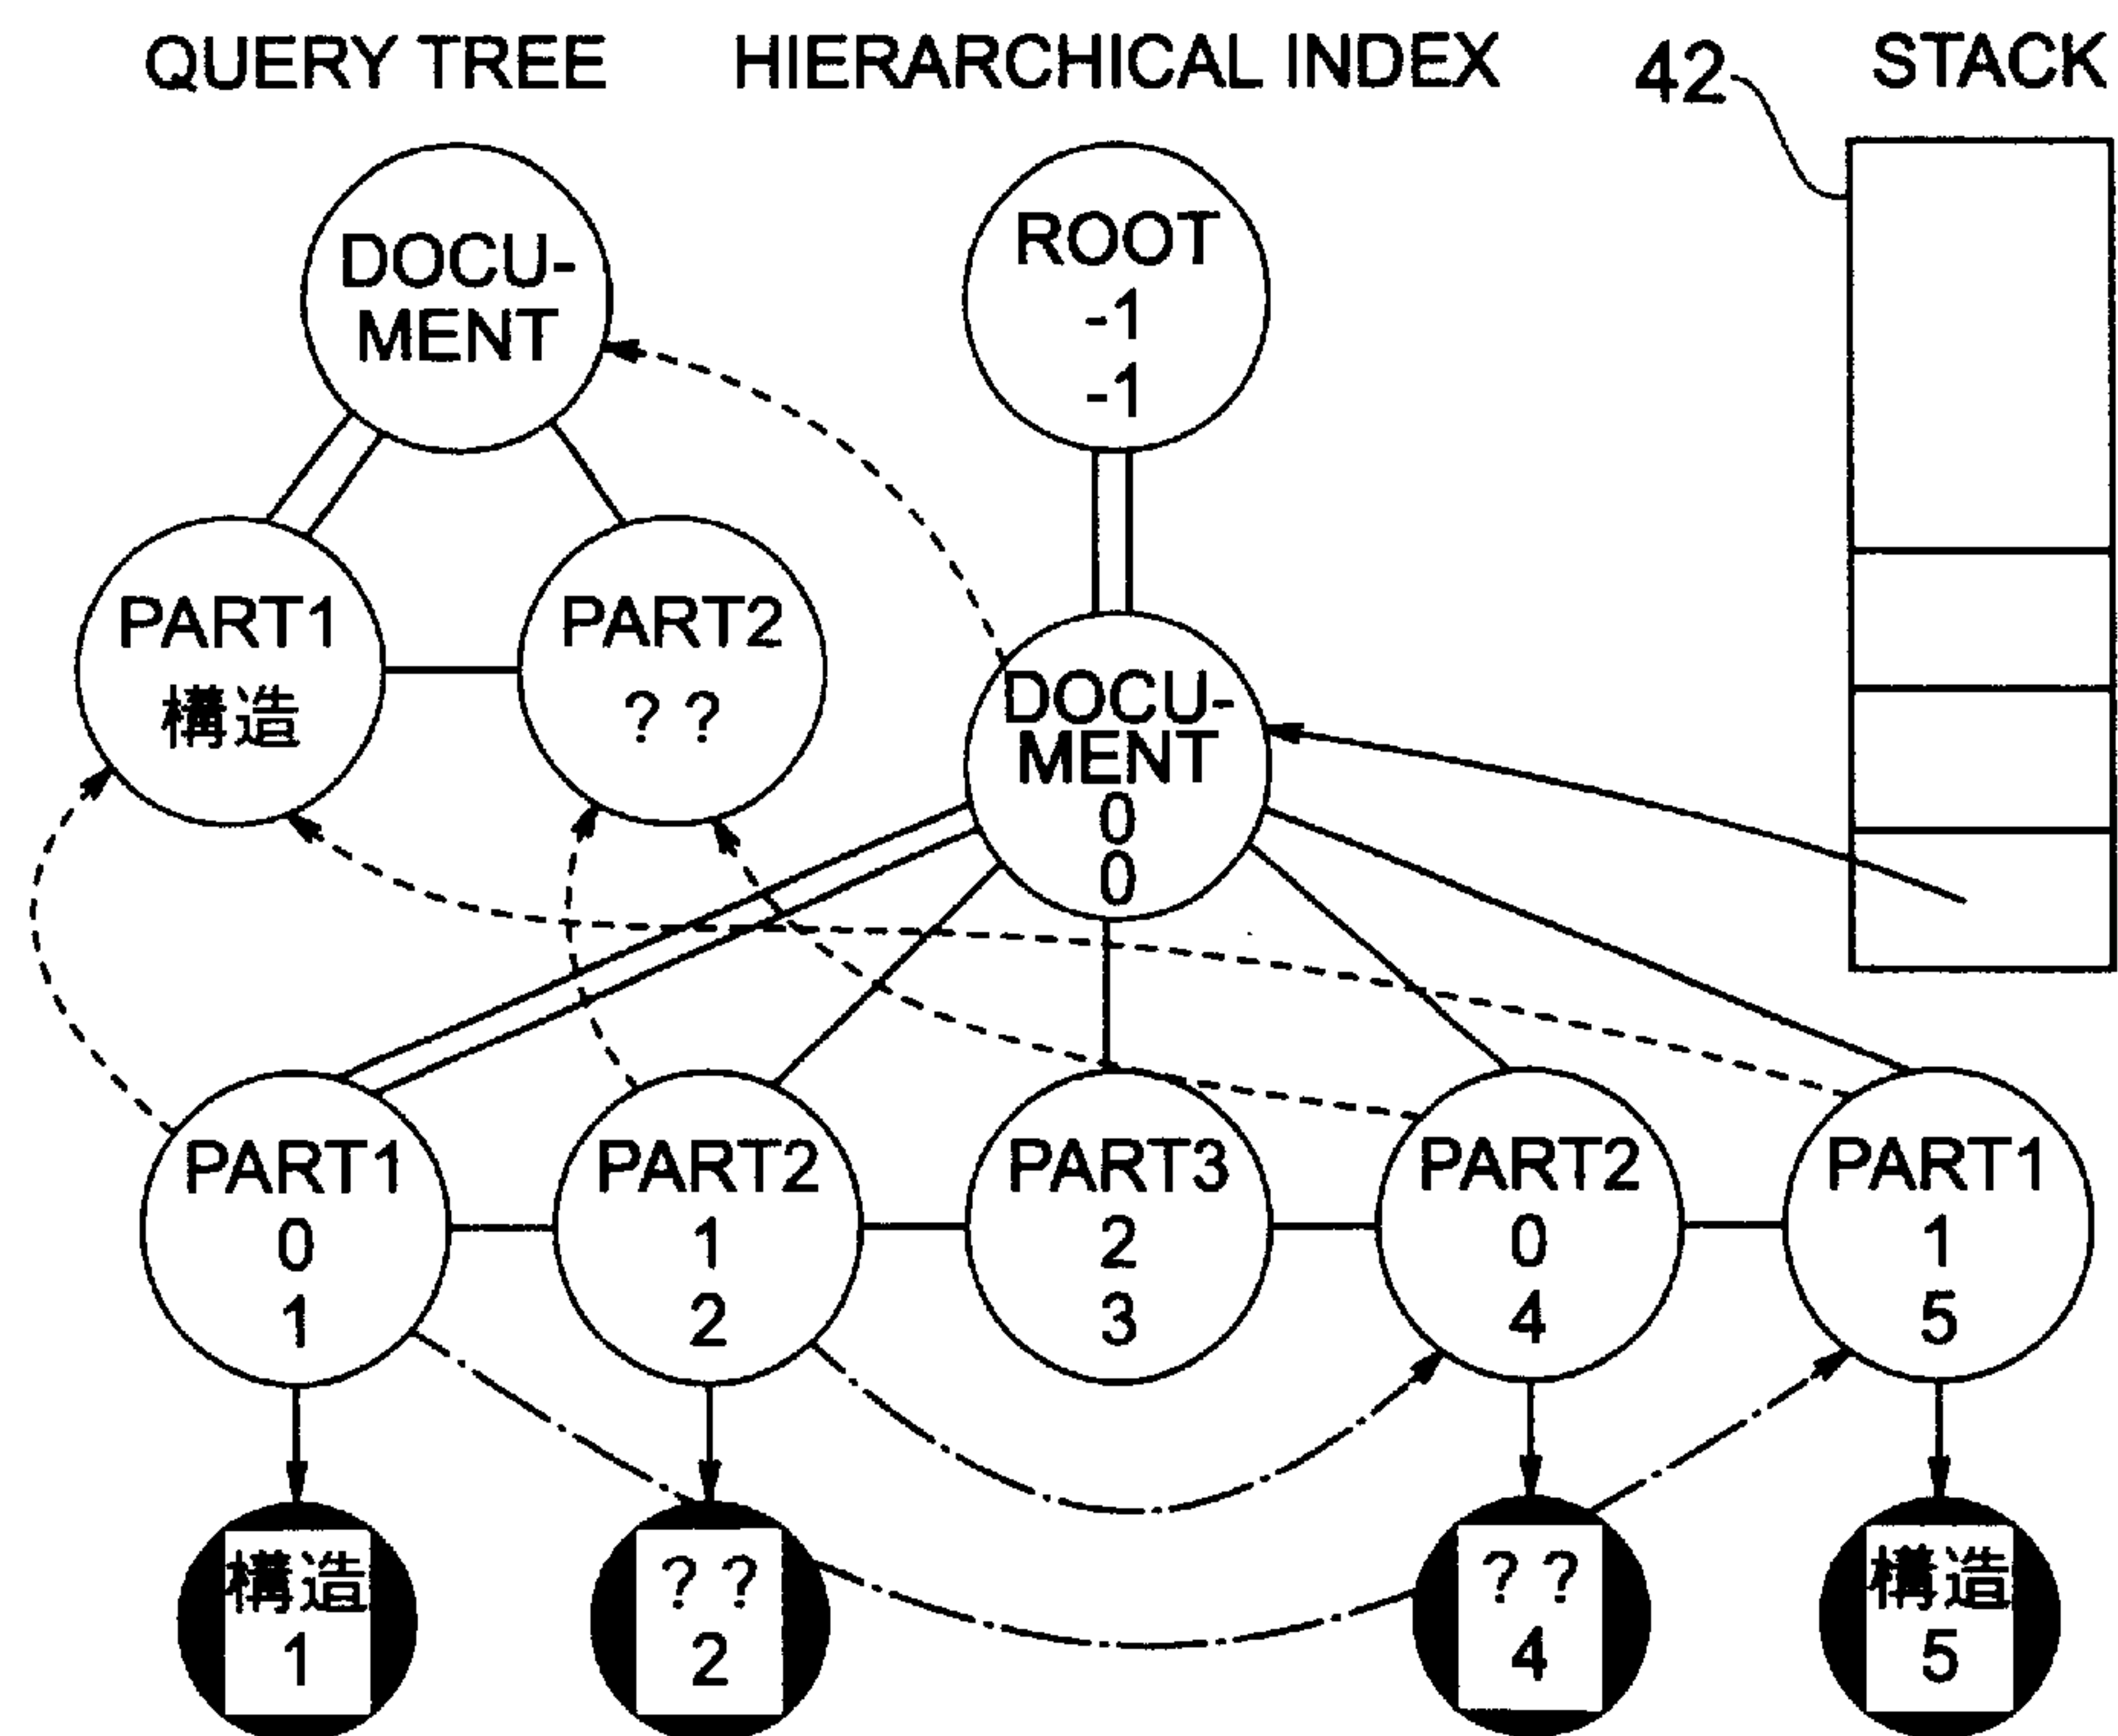 QUERY TREE
HIERARCHICAL INDEX
42
STACK
DOCU-
MENT
ROOT
-1
-1
PART1
構造
PART2
? ?
DOCU-
MENT
0
0
PART1
0
1
PART2
1
2
PART3
2
3
PART2
0
4
PART1
1
5
構造
1
? ?
2
? ?
4
構造
5